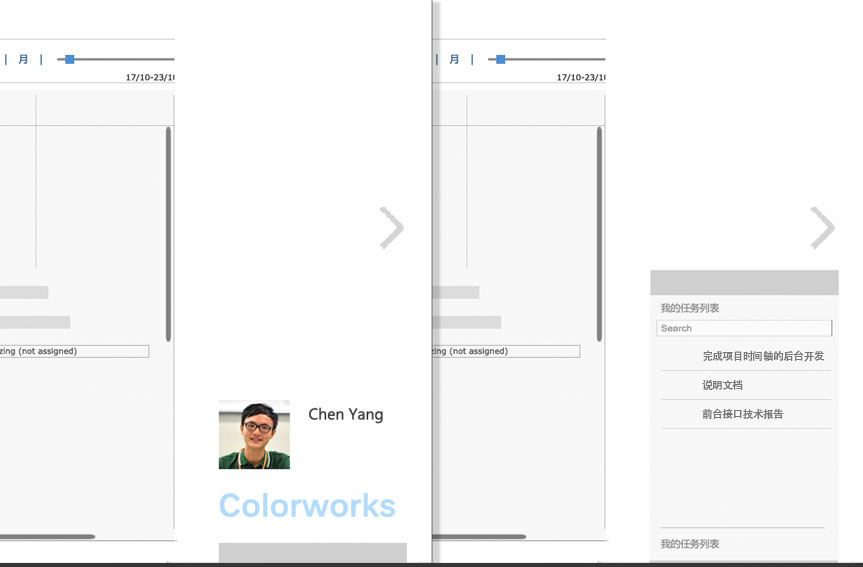 | 月 |
17/10-23/10
zing (not assigned)
Chen Yang
Colorworks
| 月 |
17/10-23/10
zing (not assigned)
我的任务列表
Search
完成项目时间轴的后台开发
说明文档
前台接口技术报告
我的任务列表